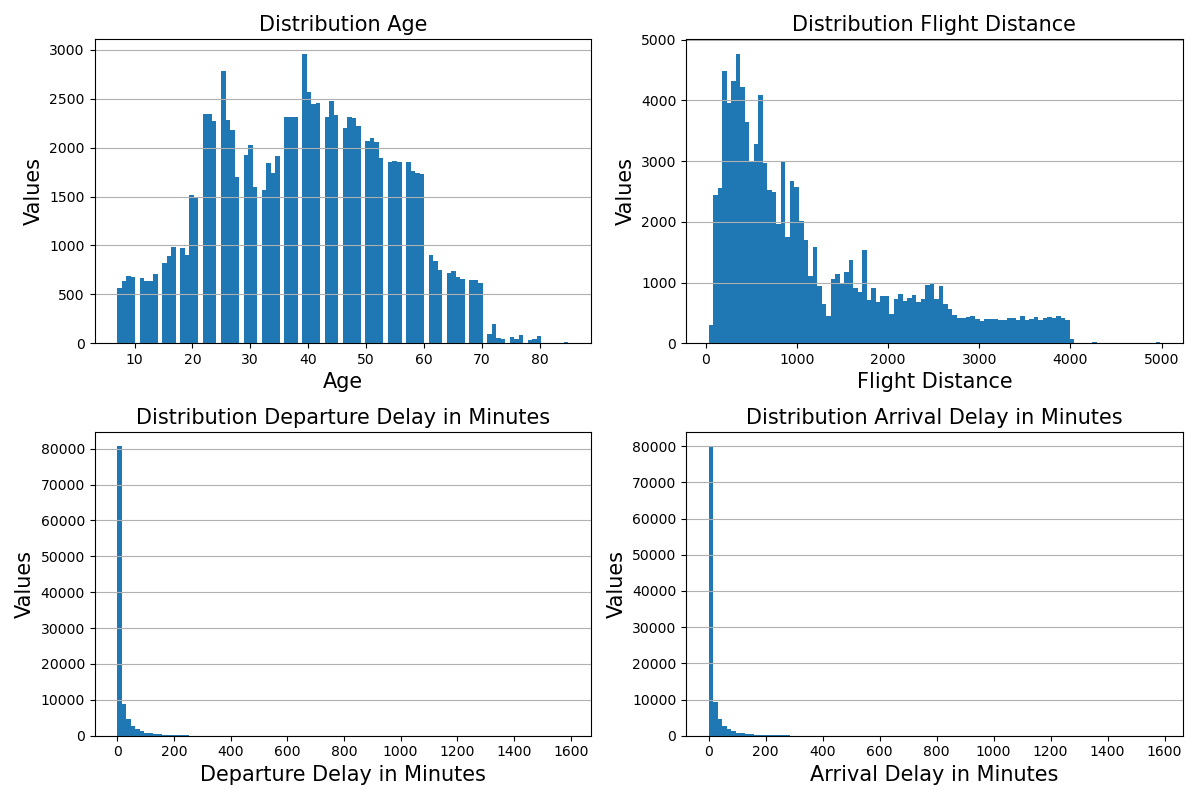 Distribution Age
3000
2500
2000
1500
1000
500
0
Values
10 20 30 40 50 60 70 80
Age
Distribution Flight Distance
5000
4000
3000
2000
1000
0
Values
0 1000 2000 3000 4000 5000
Flight Distance
Distribution Departure Delay in Minutes
80000
70000
60000
50000
40000
30000
20000
10000
0
Values
0 200 400 600 800 1000 1200 1400 1600
Departure Delay in Minutes
Distribution Arrival Delay in Minutes
80000
70000
60000
50000
40000
30000
20000
10000
0
Values
0 200 400 600 800 1000 1200 1400 1600
Arrival Delay in Minutes